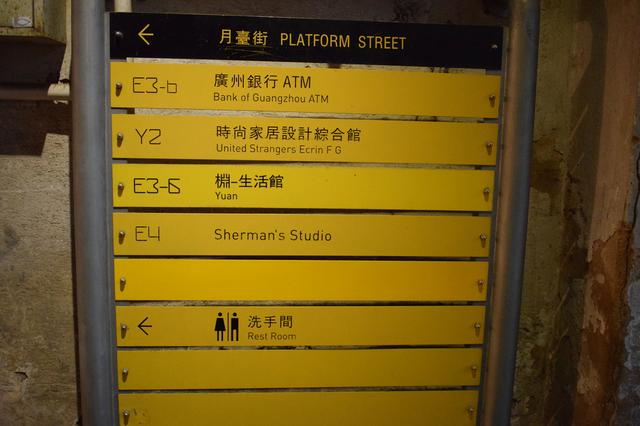 月臺街 PLATFORM STREET
E3-b 廣州銀行 ATM
Bank of Guangzhou ATM
Y2 時尚家居設計綜合館
United Strangers Ecrin F G
E3-6 棩-生活館
Yuan
E4 Sherman's Studio
洗手間
Rest Room